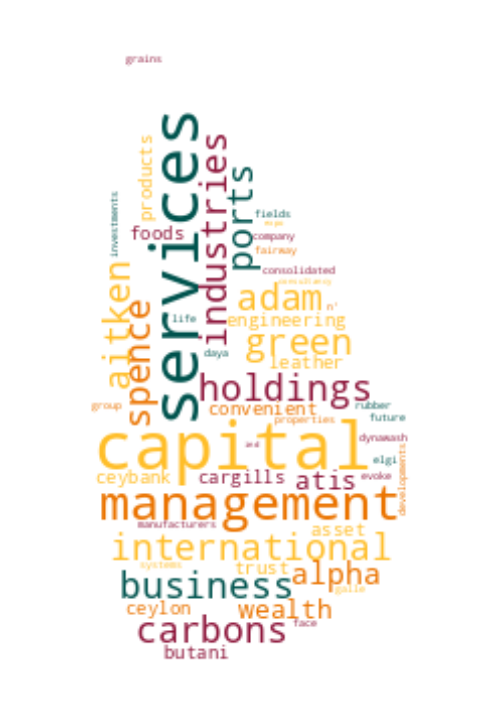 grains
services
products
industries
ports
investments
fields
expo
foods
company
fairway
aitken
consolidated
consultancy
adam
n'
spence
life
engineering
green
daya
leather
holdings
group
convenient
rubber
properties
future
capital
and
dynawash
elgi
ceybank
cargills
atis
evoke
developments
management
manufacturers
asset
international
systems
trust
alpha
business
galle
ceylon
wealth
face
carbons
butani